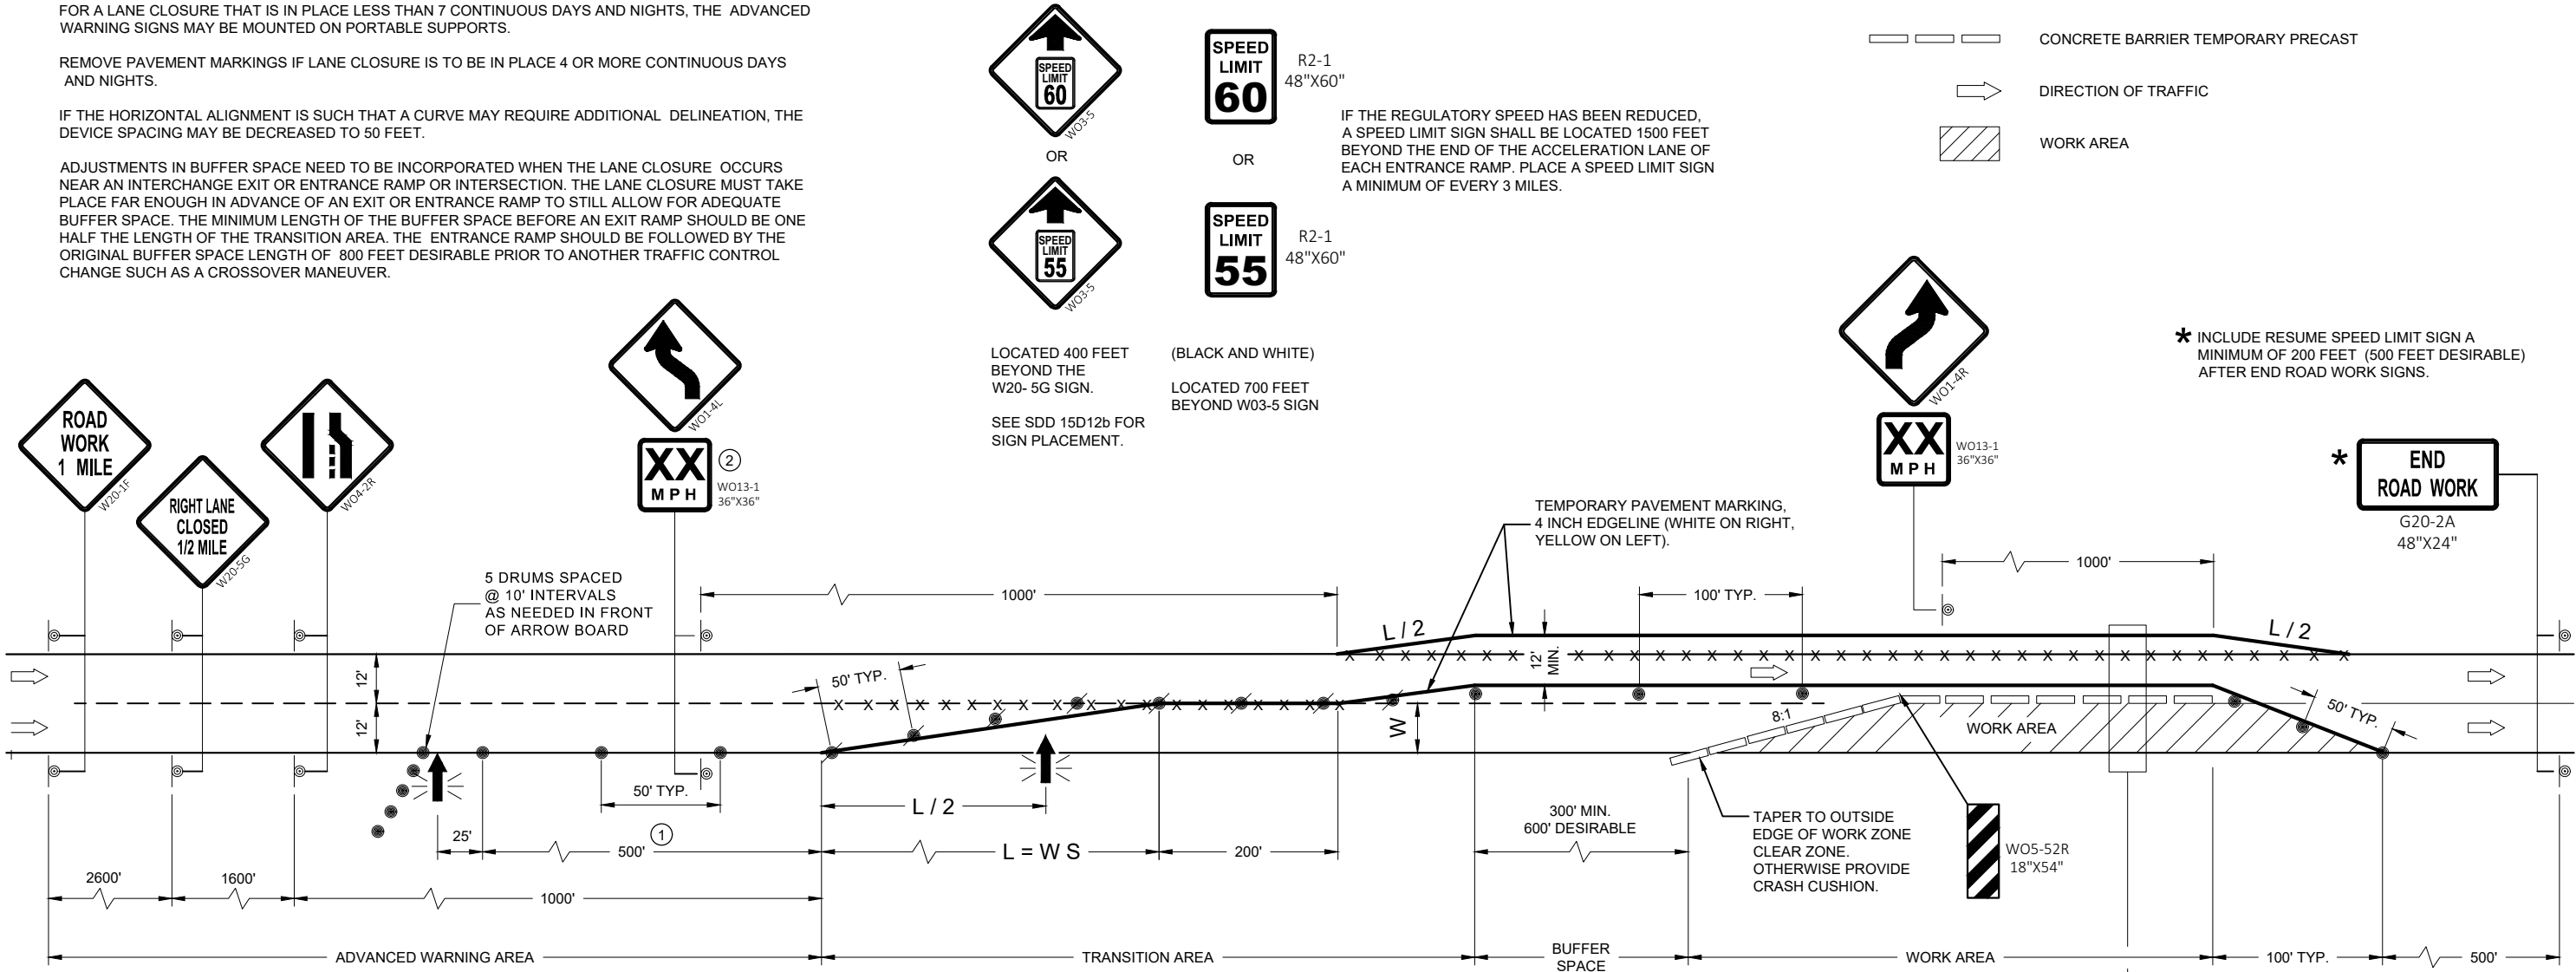 FOR A LANE CLOSURE THAT IS IN PLACE LESS THAN 7 CONTINUOUS DAYS AND NIGHTS, THE ADVANCED
WARNING SIGNS MAY BE MOUNTED ON PORTABLE SUPPORTS.
REMOVE PAVEMENT MARKINGS IF LANE CLOSURE IS TO BE IN PLACE 4 OR MORE CONTINUOUS DAYS
AND NIGHTS.
IF THE HORIZONTAL ALIGNMENT IS SUCH THAT A CURVE MAY REQUIRE ADDITIONAL DELINEATION, THE
DEVICE SPACING MAY BE DECREASED TO 50 FEET.
ADJUSTMENTS IN BUFFER SPACE NEED TO BE INCORPORATED WHEN THE LANE CLOSURE OCCURS
NEAR AN INTERCHANGE EXIT OR ENTRANCE RAMP OR INTERSECTION. THE LANE CLOSURE MUST TAKE
PLACE FAR ENOUGH IN ADVANCE OF AN EXIT OR ENTRANCE RAMP TO STILL ALLOW FOR ADEQUATE
BUFFER SPACE. THE MINIMUM LENGTH OF THE BUFFER SPACE BEFORE AN EXIT RAMP SHOULD BE ONE
HALF THE LENGTH OF THE TRANSITION AREA. THE ENTRANCE RAMP SHOULD BE FOLLOWED BY THE
ORIGINAL BUFFER SPACE LENGTH OF 800 FEET DESIRABLE PRIOR TO ANOTHER TRAFFIC CONTROL
CHANGE SUCH AS A CROSSOVER MANEUVER.
SPEED
LIMIT
60
WO3-5
OR
SPEED
LIMIT
55
WO3-5
LOCATED 400 FEET
BEYOND THE
W20- 5G SIGN.
SEE SDD 15D12b FOR
SIGN PLACEMENT.
SPEED
LIMIT
60
R2-1
48"X60"
OR
SPEED
LIMIT
55
R2-1
48"X60"
(BLACK AND WHITE)
LOCATED 700 FEET
BEYOND W03-5 SIGN
IF THE REGULATORY SPEED HAS BEEN REDUCED,
A SPEED LIMIT SIGN SHALL BE LOCATED 1500 FEET
BEYOND THE END OF THE ACCELERATION LANE OF
EACH ENTRANCE RAMP. PLACE A SPEED LIMIT SIGN
A MINIMUM OF EVERY 3 MILES.
CONCRETE BARRIER TEMPORARY PRECAST
DIRECTION OF TRAFFIC
WORK AREA
* INCLUDE RESUME SPEED LIMIT SIGN A
MINIMUM OF 200 FEET (500 FEET DESIRABLE)
AFTER END ROAD WORK SIGNS.
ROAD
WORK
1 MILE
W20-1F
RIGHT LANE
CLOSED
1/2 MILE
W20-5G
WO4-2R
WO1-4L
XX
MPH
2
WO13-1
36"X36"
WO1-4R
XX
MPH
WO13-1
36"X36"
*
END
ROAD WORK
G20-2A
48"X24"
5 DRUMS SPACED
@ 10' INTERVALS
AS NEEDED IN FRONT
OF ARROW BOARD
TEMPORARY PAVEMENT MARKING,
4 INCH EDGELINE (WHITE ON RIGHT,
YELLOW ON LEFT).
1000'
100' TYP.
1000'
L / 2
L / 2
12'
12'
50' TYP.
12'
MIN.
W
8:1
WORK AREA
50' TYP.
50' TYP.
1
L / 2
25'
500'
L = W S
200'
300' MIN.
600' DESIRABLE
TAPER TO OUTSIDE
EDGE OF WORK ZONE
CLEAR ZONE.
OTHERWISE PROVIDE
CRASH CUSHION.
WO5-52R
18"X54"
2600'
1600'
1000'
ADVANCED WARNING AREA
TRANSITION AREA
BUFFER
SPACE
WORK AREA
100' TYP.
500'